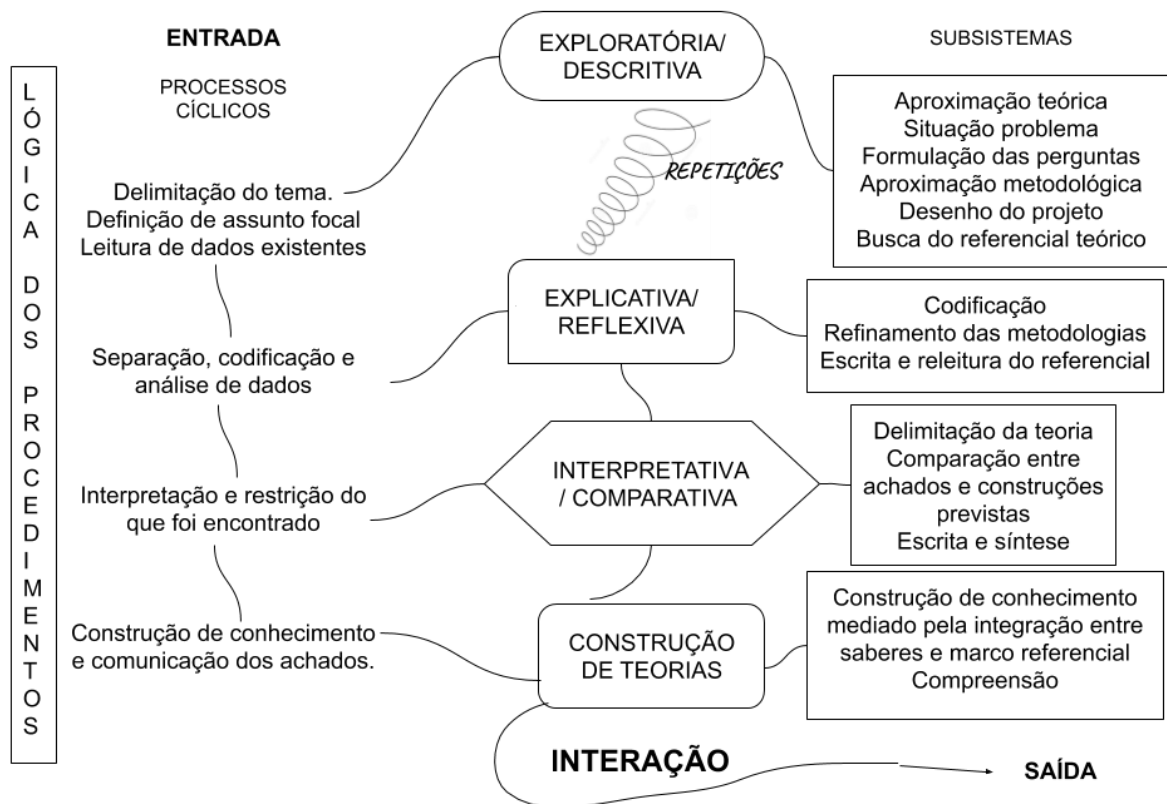 ENTRADA
PROCESSOS
CÍCLICOS
EXPLORATÓRIA/
DESCRITIVA
SUBSISTEMAS
LÓGICA DOS PROCEDIMENTOS
Delimitação do tema.
Definição de assunto focal
Leitura de dados existentes
REPETIÇÕES
Aproximação teórica
Situação problema
Formulação das perguntas
Aproximação metodológica
Desenho do projeto
Busca do referencial teórico
Separação, codificação e
análise de dados
EXPLICATIVA/
REFLEXIVA
Codificação
Refinamento das metodologias
Escrita e releitura do referencial
Interpretação e restrição do
que foi encontrado
INTERPRETATIVA
/ COMPARATIVA
Delimitação da teoria
Comparação entre
achados e construções
previstas
Escrita e síntese
Construção de conhecimento
e comunicação dos achados.
CONSTRUÇÃO
DE TEORIAS
Construção de conhecimento
mediado pela integração entre
saberes e marco referencial
Compreensão
INTERAÇÃO
SAÍDA